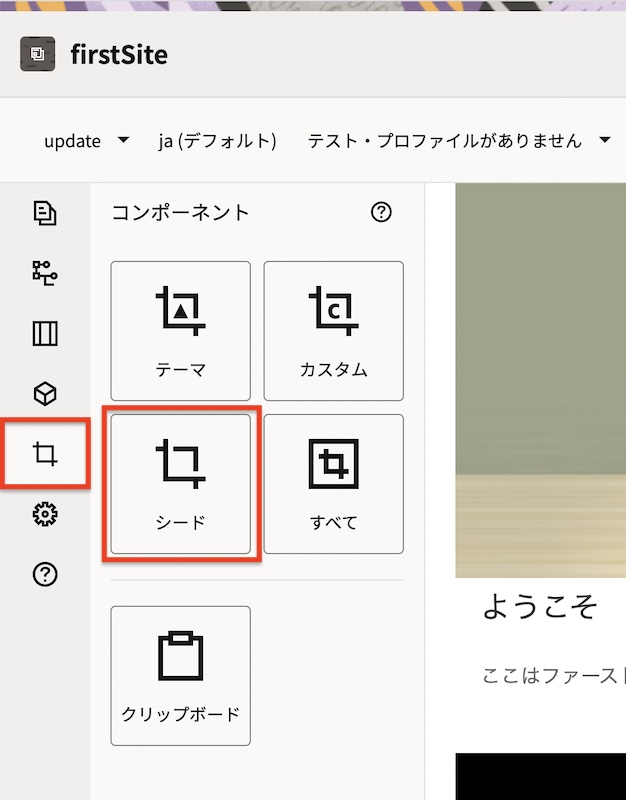 firstSite
update
ja (デフォルト)
テスト・プロファイルがありません
コンポーネント
テーマ
C
カスタム
シード
すべて
クリップボード
ようこそ
ここはファースト